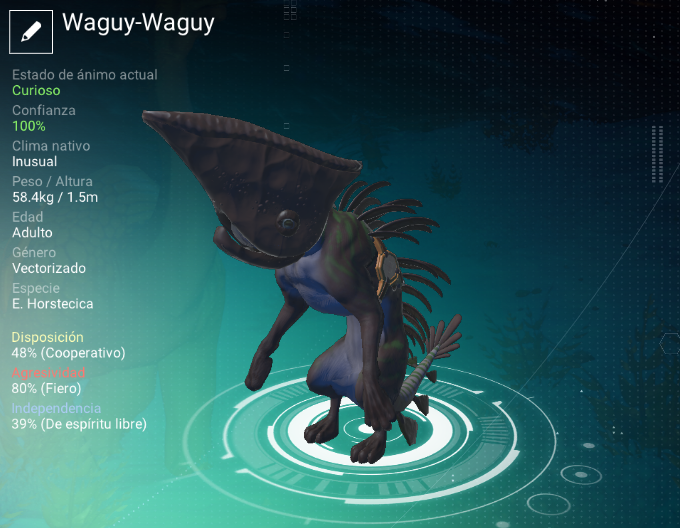 Waguy-Waguy
Estado de ánimo actual
Curioso
Confianza
100%
Clima nativo
Inusual
Peso / Altura
58.4kg / 1.5m
Edad
Adulto
Género
Vectorizado
Especie
E. Horstecica
Disposición
48% (Cooperativo)
Agresividad
80% (Fiero)
Independencia
39% (De espíritu libre)